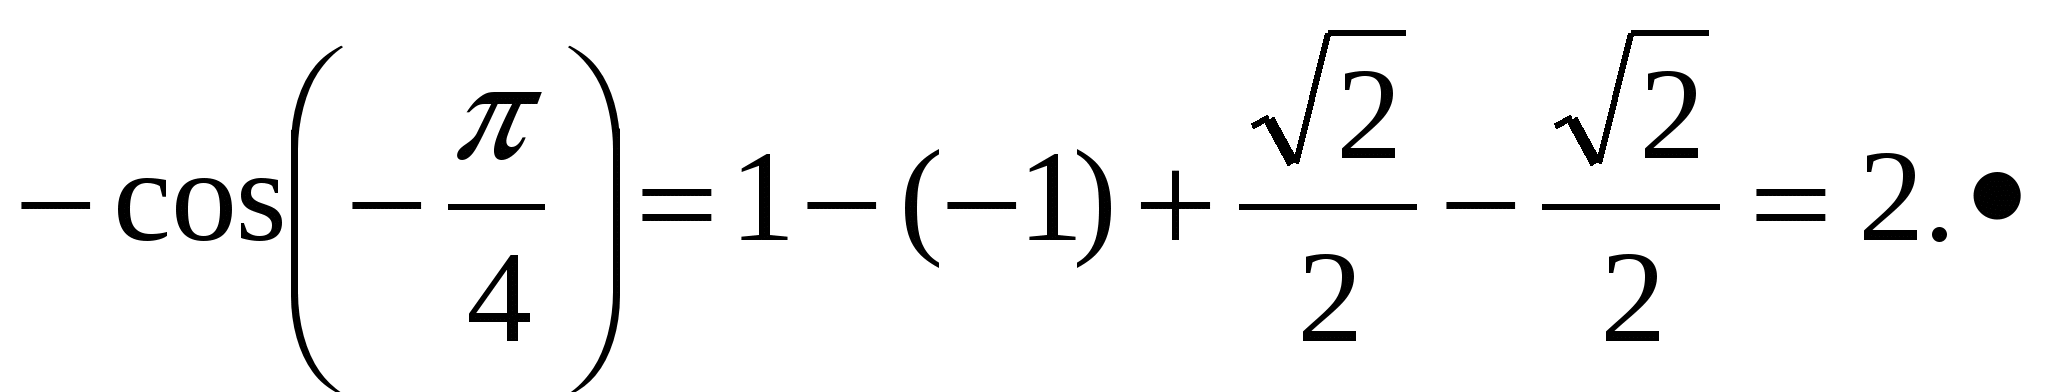 − cos(− π/4) = 1 − (−1) + √2/2 − √2/2 = 2. ●